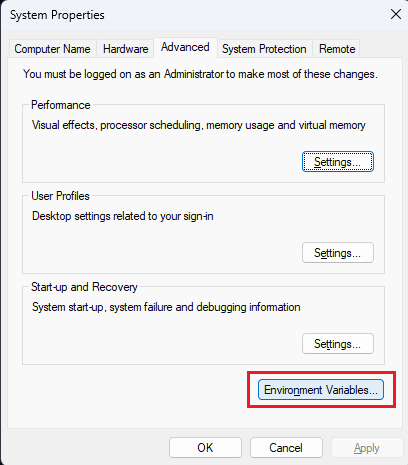 System Properties
Computer Name Hardware Advanced System Protection Remote
You must be logged on as an Administrator to make most of these changes.
Performance
Visual effects, processor scheduling, memory usage and virtual memory
Settings...
User Profiles
Desktop settings related to your sign-in
Settings...
Start-up and Recovery
System start-up, system failure and debugging information
Settings...
Environment Variables...
OK Cancel Apply